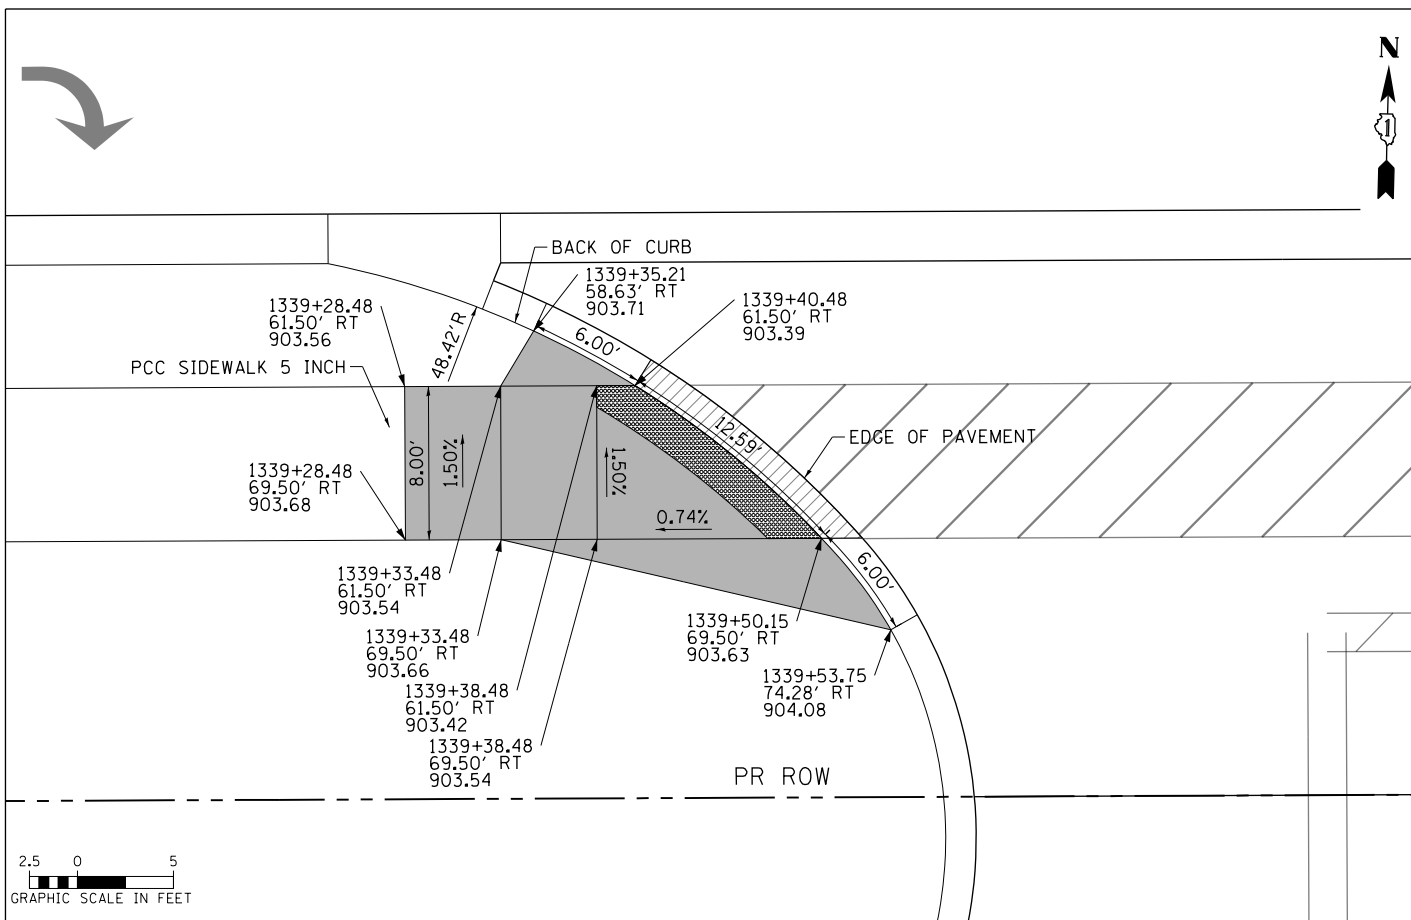 N
1
BACK OF CURB
1339+35.21
58.63' RT
903.71
1339+28.48
61.50' RT
903.56
1339+40.48
61.50' RT
903.39
48.42'R
6.00'
PCC SIDEWALK 5 INCH
12.59'
EDGE OF PAVEMENT
8.00'
1.50%
1.50%
1339+28.48
69.50' RT
903.68
0.74%
6.00'
1339+33.48
61.50' RT
903.54
1339+33.48
69.50' RT
903.66
1339+50.15
69.50' RT
903.63
1339+53.75
74.28' RT
904.08
1339+38.48
61.50' RT
903.42
1339+38.48
69.50' RT
903.54
PR ROW
2.5 0 5
GRAPHIC SCALE IN FEET